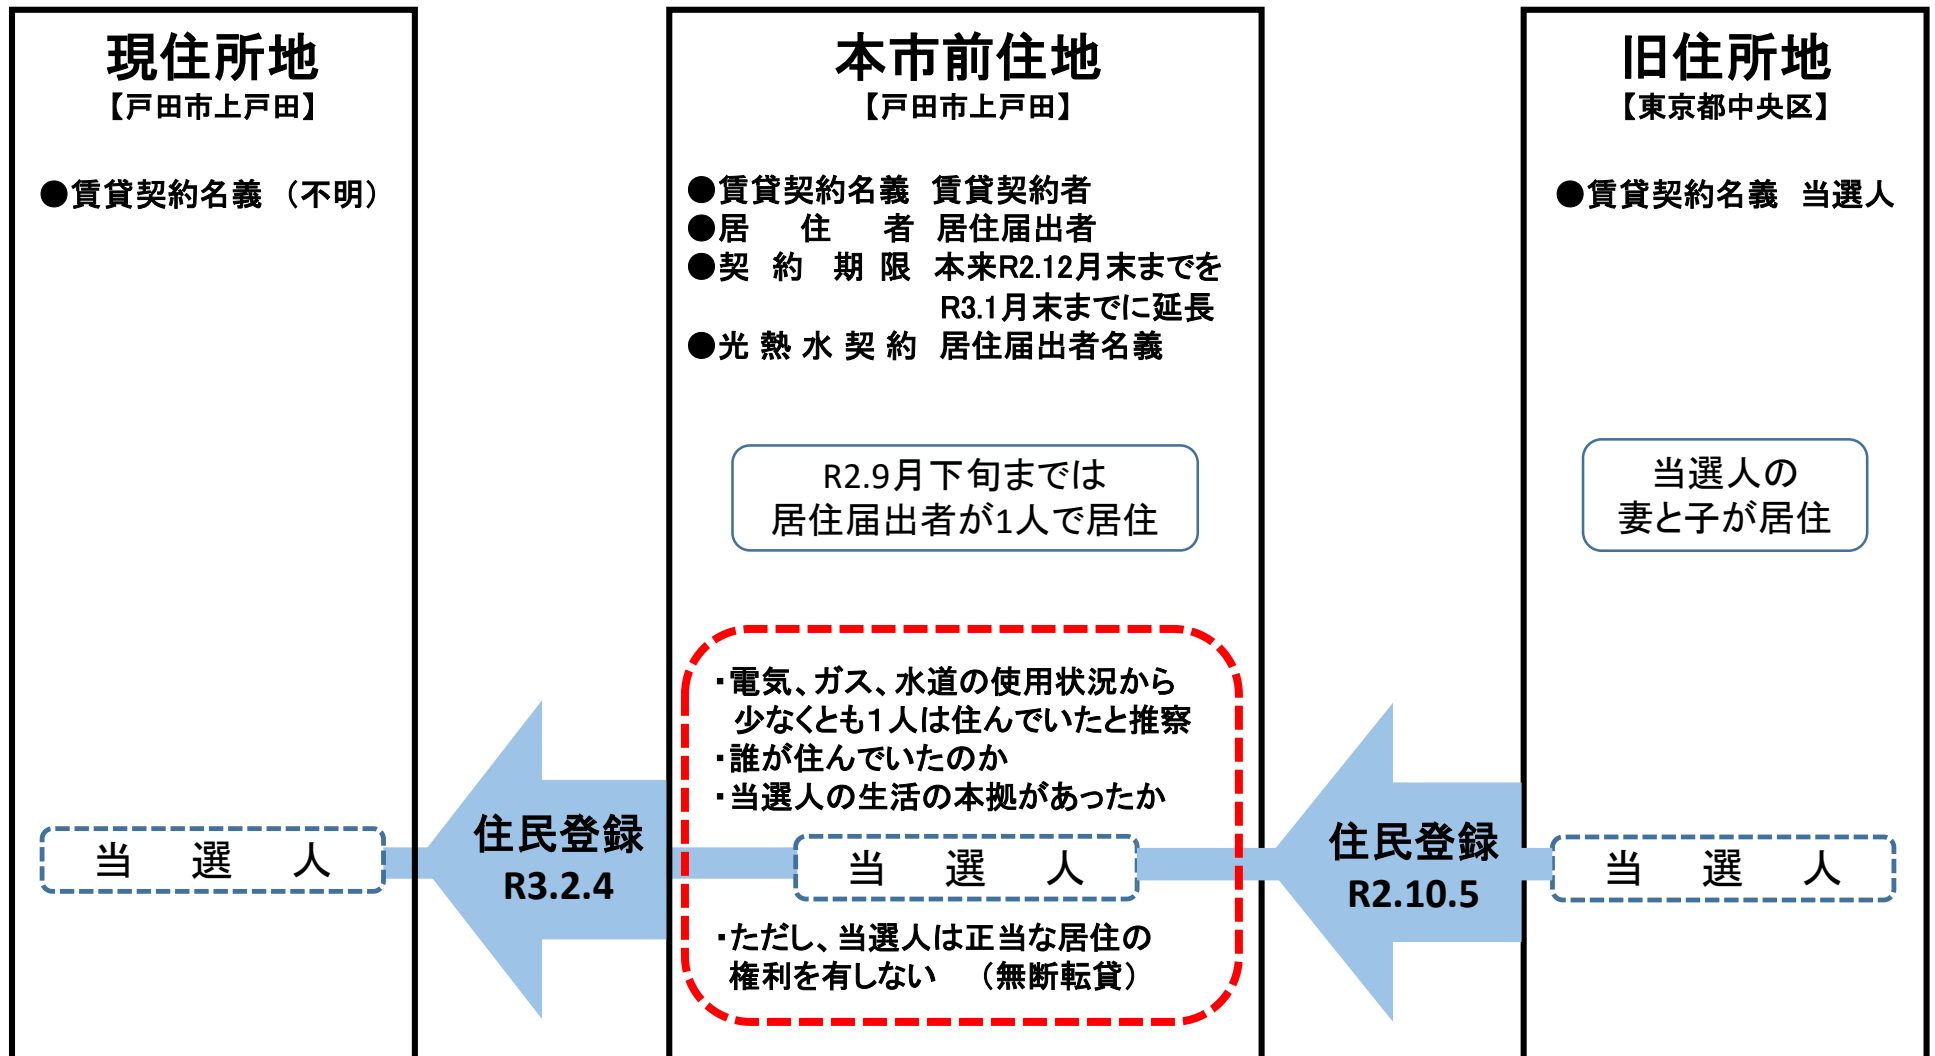 現住所地
【戸田市上戸田】
●賃貸契約名義 （不明）
当 選 人
住民登録
R3.2.4
本市前住地
【戸田市上戸田】
●賃貸契約名義 賃貸契約者
●居 住 者 居住届出者
●契 約 期 限 本来R2.12月末までを
R3.1月末までに延長
●光 熱 水 契 約 居住届出者名義
R2.9月下旬までは
居住届出者が1人で居住
・電気、ガス、水道の使用状況から
少なくとも１人は住んでいたと推察
・誰が住んでいたのか
・当選人の生活の本拠があったか
当 選 人
・ただし、当選人は正当な居住の
権利を有しない （無断転貸）
住民登録
R2.10.5
旧住所地
【東京都中央区】
●賃貸契約名義 当選人
当選人の
妻と子が居住
当 選 人